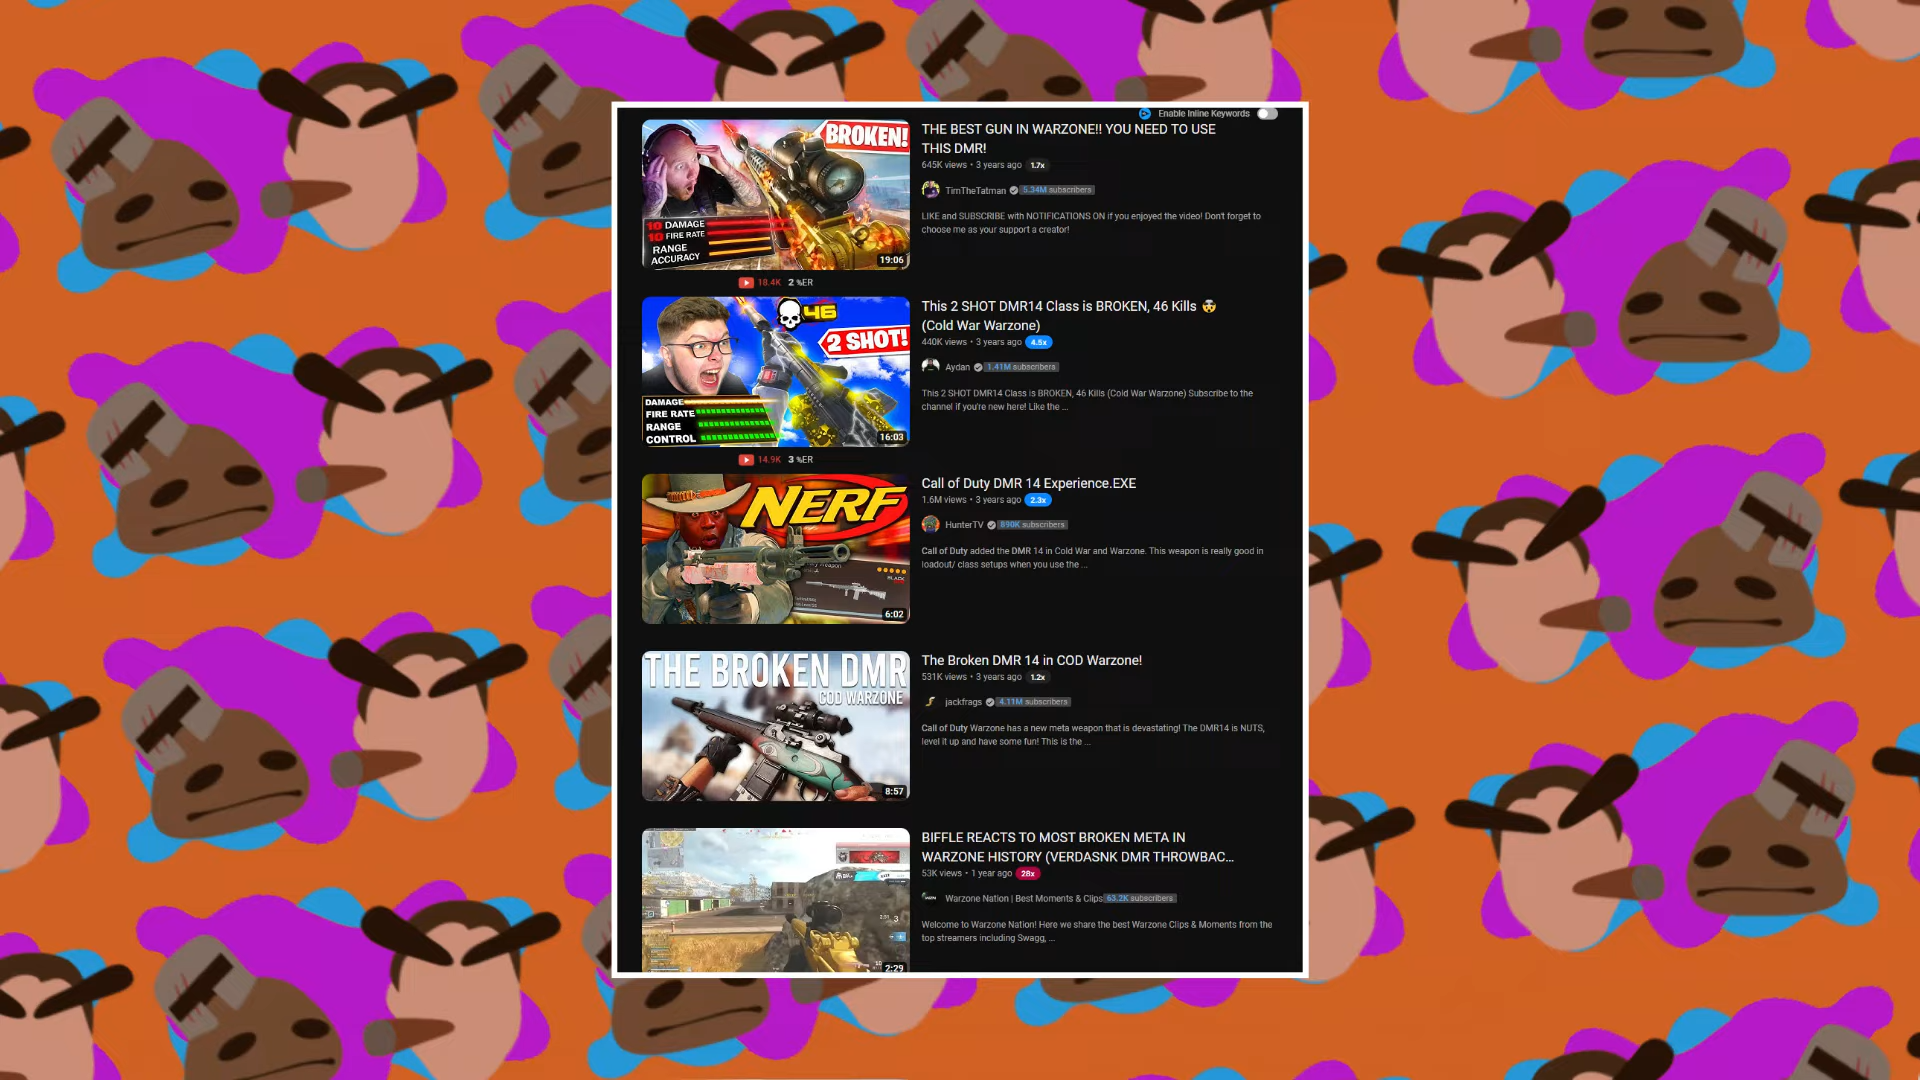 Enable Inline Keywords
BROKEN!
10 DAMAGE
10 FIRE RATE
RANGE
ACCURACY
19:06
THE BEST GUN IN WARZONE!! YOU NEED TO USE
THIS DMR!
645K views • 3 years ago 1.7x
TimTheTatman 5.34M subscribers
LIKE and SUBSCRIBE with NOTIFICATIONS ON if you enjoyed the video! Don't forget to
choose me as your support a creator!
18.4K 2 %ER
46
2 SHOT!
DAMAGE
FIRE RATE
RANGE
CONTROL
16:03
This 2 SHOT DMR14 Class is BROKEN, 46 Kills 🤯
(Cold War Warzone)
440K views • 3 years ago 4.5x
Aydan 1.41M subscribers
This 2 SHOT DMR14 Class is BROKEN, 46 Kills (Cold War Warzone) Subscribe to the
channel if you're new here! Like the ...
14.9K 3 %ER
NERF
BLACK
6:02
Call of Duty DMR 14 Experience.EXE
1.6M views • 3 years ago 2.3x
HunterTV 890K subscribers
Call of Duty added the DMR 14 in Cold War and Warzone. This weapon is really good in
loadout/ class setups when you use the ...
THE BROKEN DMR
COD WARZONE
8:57
The Broken DMR 14 in COD Warzone!
531K views • 3 years ago 1.2x
jackfrags 4.11M subscribers
Call of Duty Warzone has a new meta weapon that is devastating! The DMR14 is NUTS,
level it up and have some fun! This is the ...
2:29
BIFFLE REACTS TO MOST BROKEN META IN
WARZONE HISTORY (VERDASNK DMR THROWBAC...
53K views • 1 year ago 28x
Warzone Nation | Best Moments & Clips 63.2K subscribers
Welcome to Warzone Nation! Here we share the best Warzone Clips & Moments from the
top streamers including Swagg, ...